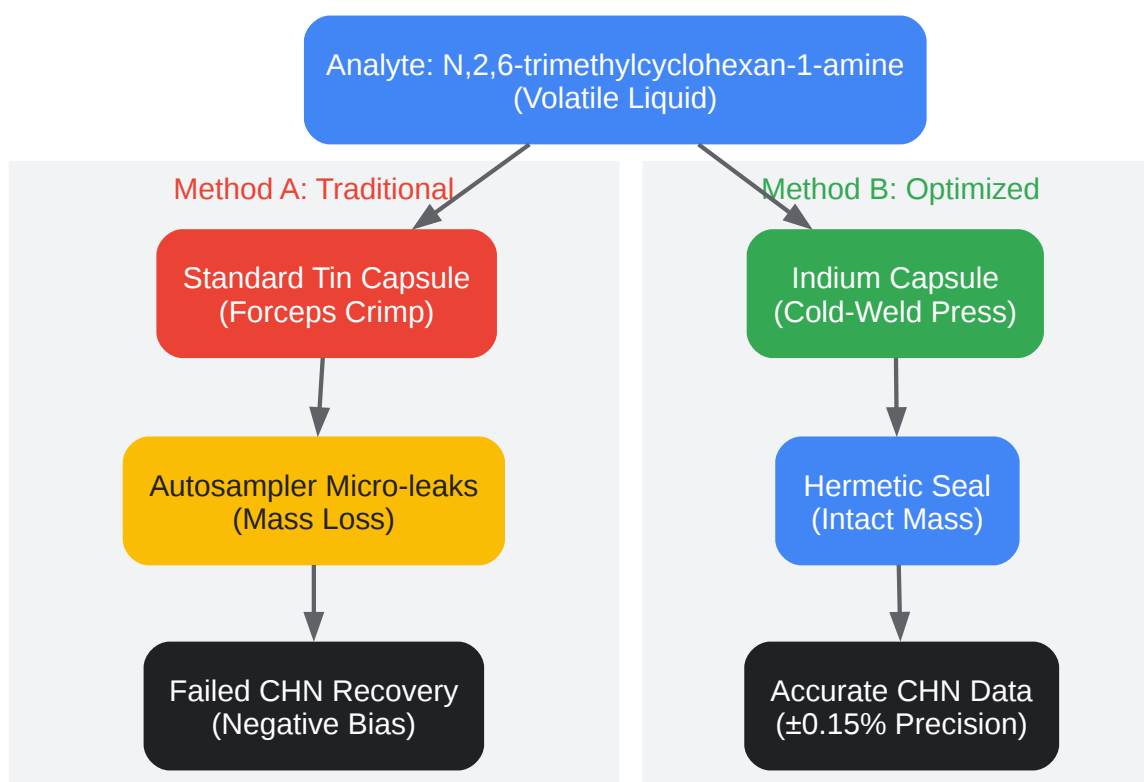 Analyte: N,2,6-trimethylcyclohexan-1-amine
(Volatile Liquid)
Method A: Traditional
Standard Tin Capsule
(Forceps Crimp)
Autosampler Micro-leaks
(Mass Loss)
Failed CHN Recovery
(Negative Bias)
Method B: Optimized
Indium Capsule
(Cold-Weld Press)
Hermetic Seal
(Intact Mass)
Accurate CHN Data
(±0.15% Precision)